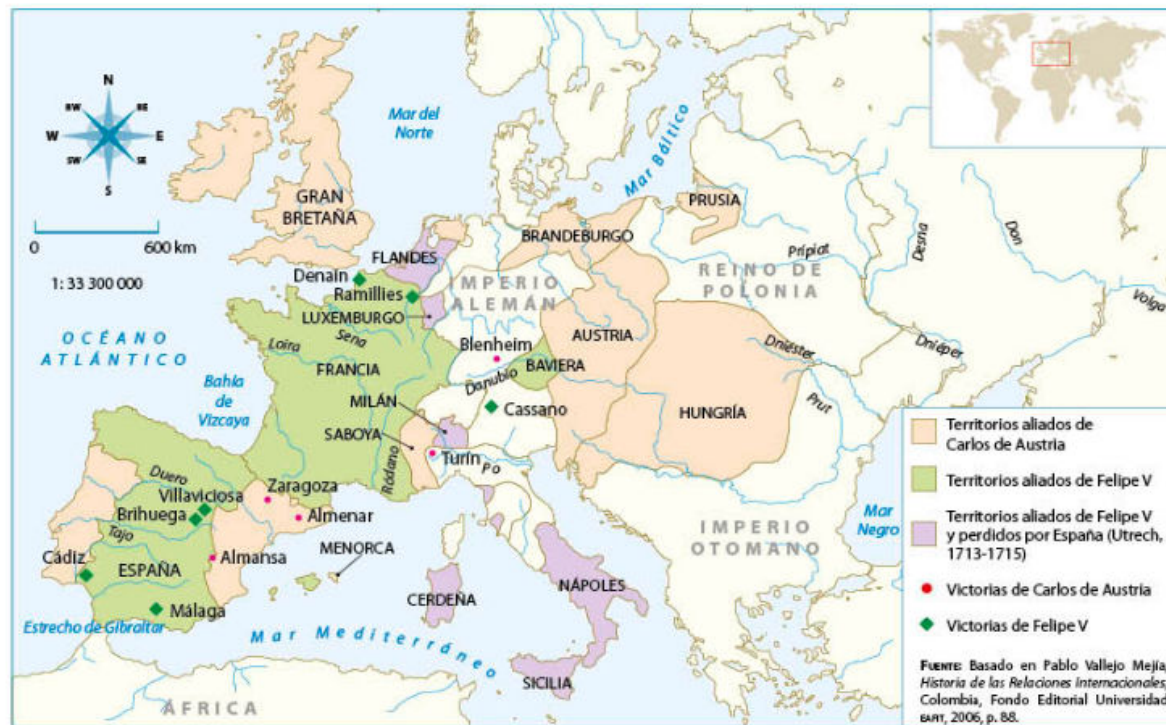 N
NW
NE
W
E
SW
SE
S
0
600 km
1: 33 300 000
Mar del
Norte
Mar Báltico
GRAN
BRETAÑA
PRUSIA
BRANDEBURGO
Prípiat
Desna
Don
Volga
FLANDES
Denain
Ramillies
IMPERIO
ALEMÁN
REINO DE
POLONIA
LUXEMBURGO
OCÉANO
ATLÁNTICO
Sena
Loira
Blenheim
AUSTRIA
Dniéster
Dniéper
FRANCIA
BAVIERA
Danubio
Bahía
de
Vizcaya
MILÁN
Cassano
HUNGRÍA
Prut
SABOYA
Turín
Po
Ródano
Duero
Zaragoza
Villaviciosa
Brihuega
Almenar
Tajo
Cádiz
Almansa
MENORCA
ESPAÑA
IMPERIO
OTOMANO
Mar
Negro
CERDEÑA
NÁPOLES
Málaga
Estrecho de Gibraltar
Mar Mediterráneo
SICILIA
ÁFRICA
Territorios aliados de
Carlos de Austria
Territorios aliados de Felipe V
Territorios aliados de Felipe V
y perdidos por España (Utrech,
1713-1715)
Victorias de Carlos de Austria
Victorias de Felipe V
FUENTE: Basado en Pablo Vallejo Mejía,
Historia de las Relaciones Internacionales,
Colombia, Fondo Editorial Universidad
EAFIT, 2006, p. 88.